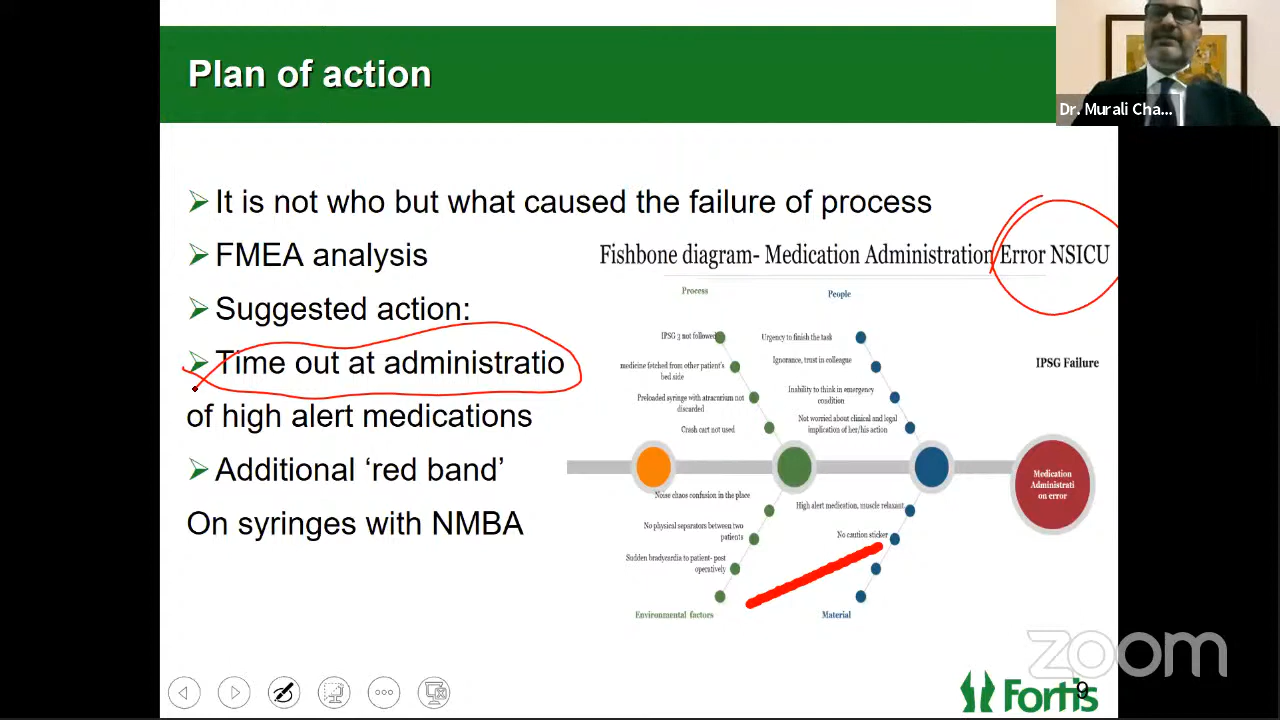 Plan of action
Dr. Murali Cha...
It is not who but what caused the failure of process
FMEA analysis
Suggested action:
Time out at administratio
of high alert medications
Additional ‘red band’
On syringes with NMBA
Fishbone diagram- Medication Administration Error NSICU
Process
People
IPSG 3 not followed
medicine fetched from other patient's
bed side
Preloaded syringe with atracurium not
discarded
Crash cart not used
Urgency to finish the task
Ignorance, trust in colleague
Inability to think in emergency
condition
Not worried about clinical and legal
implication of her/his action
IPSG Failure
Medication
Administrati
on error
Noise chaos confusion in the place
No physical separators between two
patients
Sudden bradycardia to patient- post
operatively
Environmental factors
High alert medication, muscle relaxant
No caution sticker
Material
zoom
Fortis
9